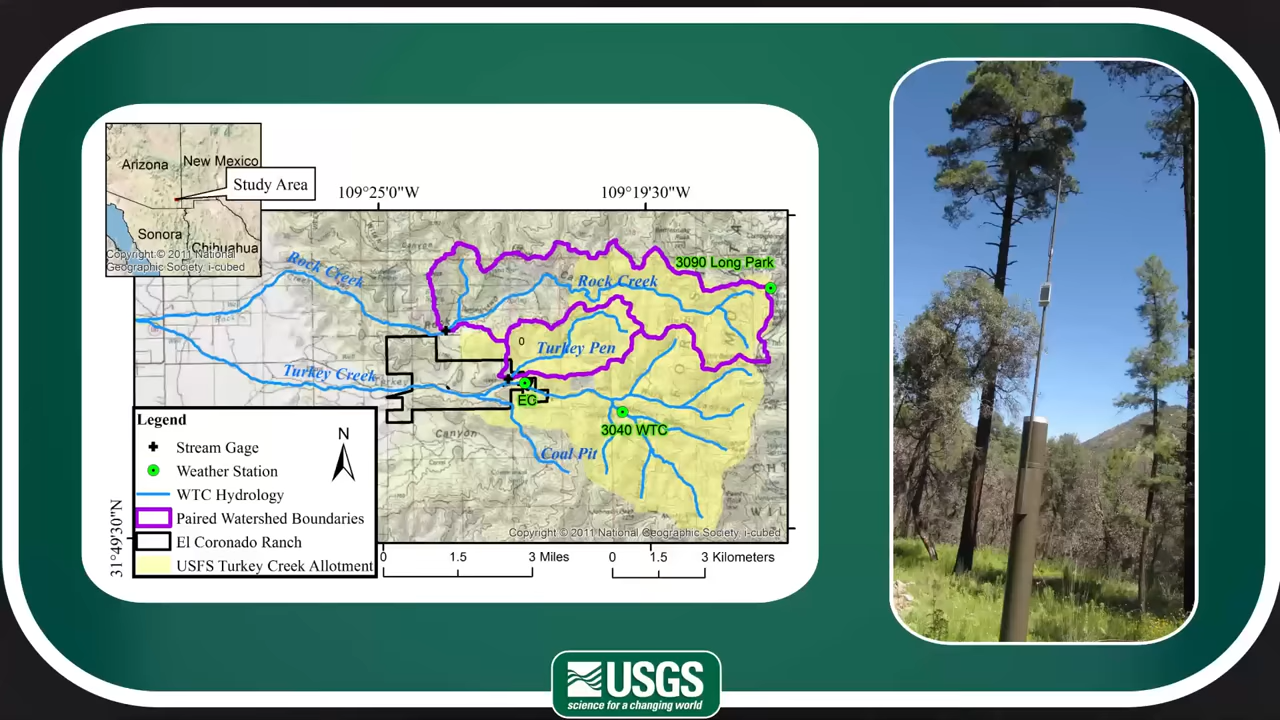 Arizona
New Mexico
Study Area
Sonora
Chihuahua
Copyright:© 2011 National
Geographic Society, i-cubed
109°25'0"W
109°19'30"W
3090 Long Park
Rock Creek
Rock Creek
Turkey Pen
Turkey Creek
EC
3040 WTC
Canyon
Coal Pit
Copyright:© 2011 National Geographic Society, i-cubed
31°49'30"N
Legend
Stream Gage
Weather Station
WTC Hydrology
Paired Watershed Boundaries
El Coronado Ranch
USFS Turkey Creek Allotment
N
0 1.5 3 Miles
0 1.5 3 Kilometers
USGS
science for a changing world